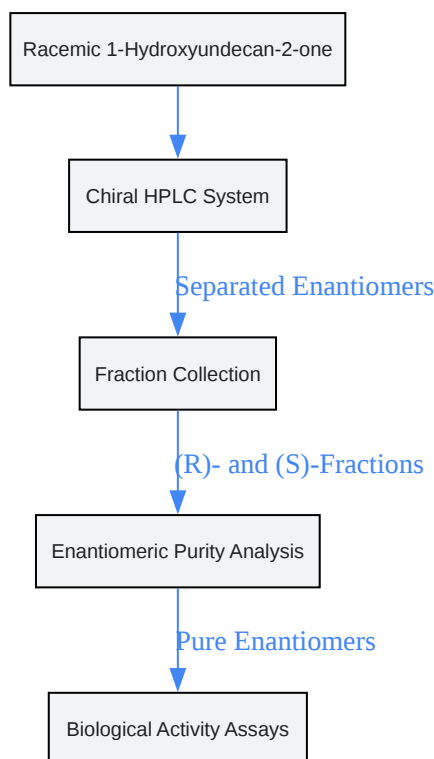 Racemic 1-Hydroxyundecan-2-one
Chiral HPLC System
Separated Enantiomers
Fraction Collection
(R)- and (S)-Fractions
Enantiomeric Purity Analysis
Pure Enantiomers
Biological Activity Assays